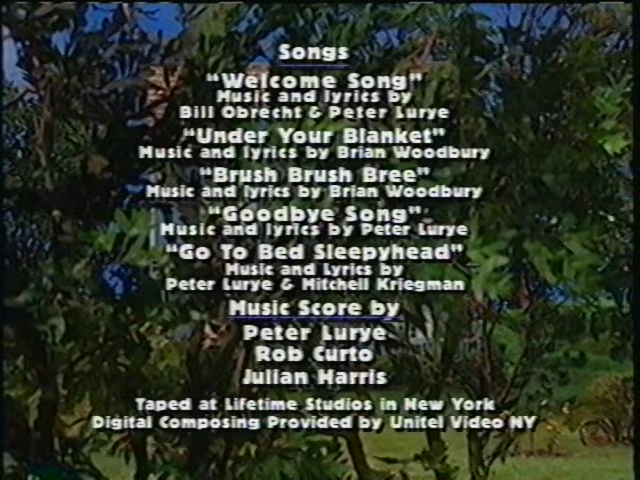 Songs
"Welcome Song"
Music and lyrics by
Bill Obrecht & Peter Lurye
"Under Your Blanket"
Music and lyrics by Brian Woodbury
"Brush Brush Bree"
Music and lyrics by Brian Woodbury
"Goodbye Song"
Music and lyrics by Peter Lurye
"Go To Bed Sleepyhead"
Music and Lyrics by
Peter Lurye & Mitchell Kriegman
Music Score by
Peter Lurye
Rob Curto
Julian Harris
Taped at Lifetime Studios in New York
Digital Composing Provided by Unitel Video NY